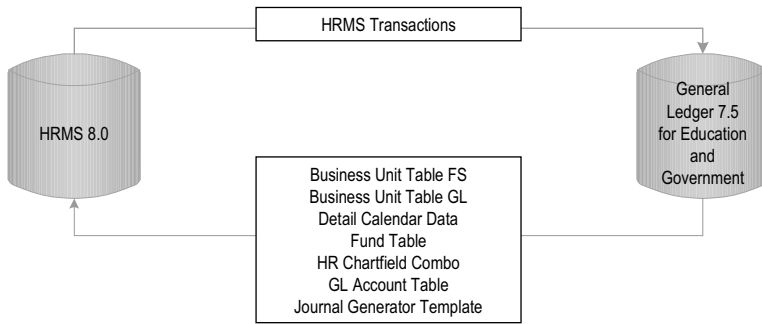 HRMS Transactions
HRMS 8.0
General
Ledger 7.5
for Education
and
Government
Business Unit Table FS
Business Unit Table GL
Detail Calendar Data
Fund Table
HR Chartfield Combo
GL Account Table
Journal Generator Template